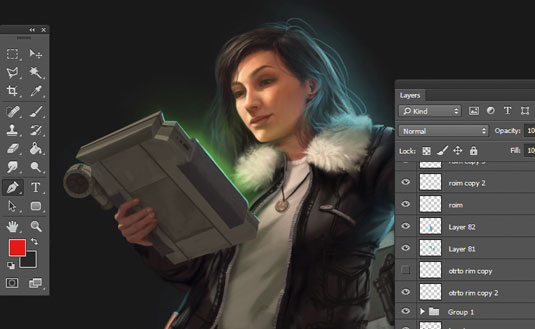 Layers
Kind
T
Normal
Opacity:
Lock:
Fill:
roim copy 2
roim
Layer 82
Layer 81
otrto rim copy
otrto rim copy 2
Group 1
T